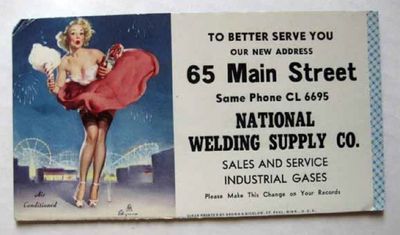 TO BETTER SERVE YOU
OUR NEW ADDRESS
65 Main Street
Same Phone CL 6695
NATIONAL
WELDING SUPPLY CO.
SALES AND SERVICE
INDUSTRIAL GASES
Please Make This Change on Your Records
Air
Conditioned
Elvgren